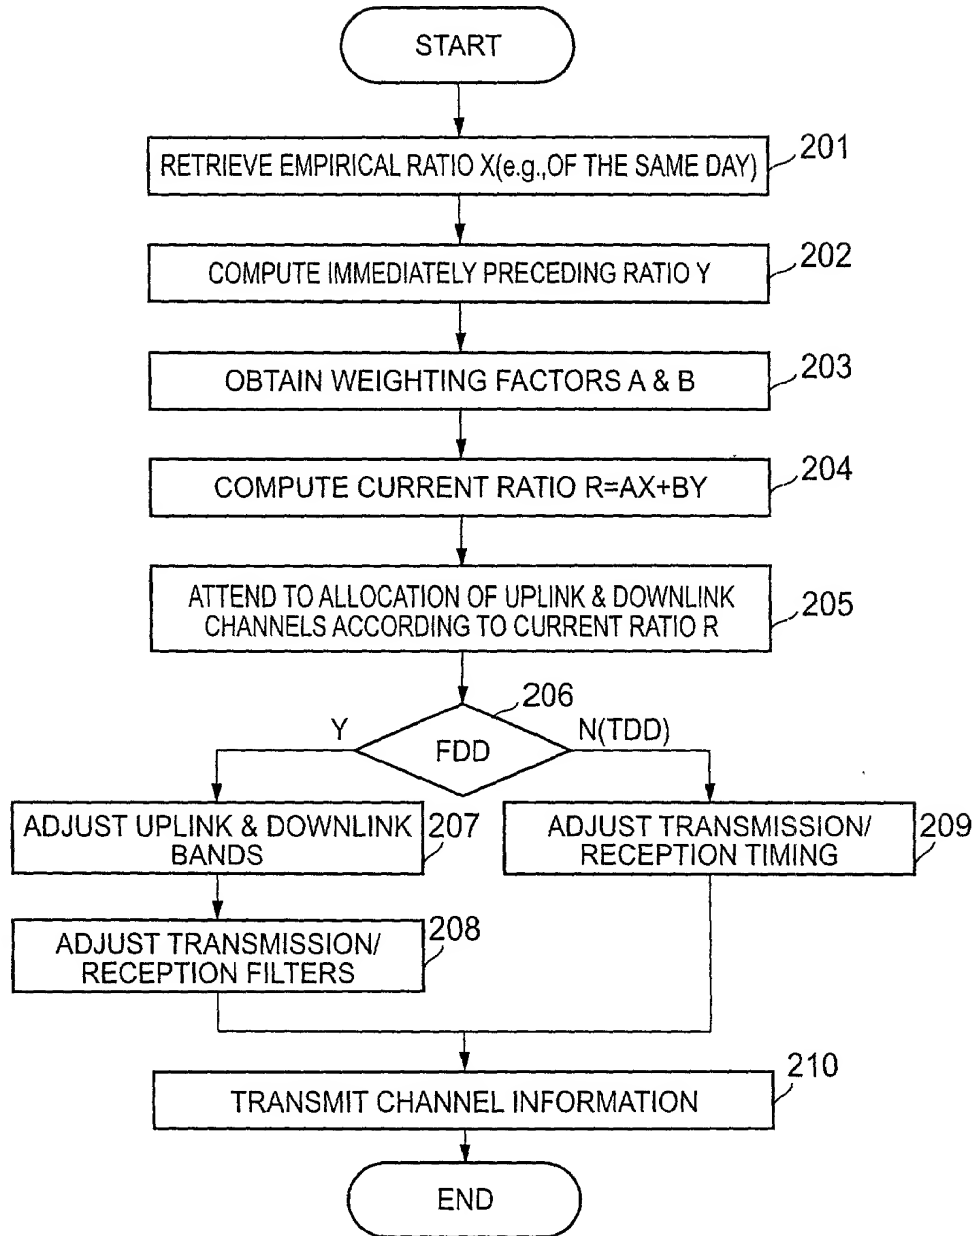 START
RETRIEVE EMPIRICAL RATIO X(e.g.,OF THE SAME DAY)
201
COMPUTE IMMEDIATELY PRECEDING RATIO Y
202
OBTAIN WEIGHTING FACTORS A & B
203
COMPUTE CURRENT RATIO R=AX+BY
204
ATTEND TO ALLOCATION OF UPLINK & DOWNLINK
CHANNELS ACCORDING TO CURRENT RATIO R
205
206
Y
FDD
N(TDD)
ADJUST UPLINK & DOWNLINK
BANDS
207
ADJUST TRANSMISSION/
RECEPTION TIMING
209
ADJUST TRANSMISSION/
RECEPTION FILTERS
208
TRANSMIT CHANNEL INFORMATION
210
END